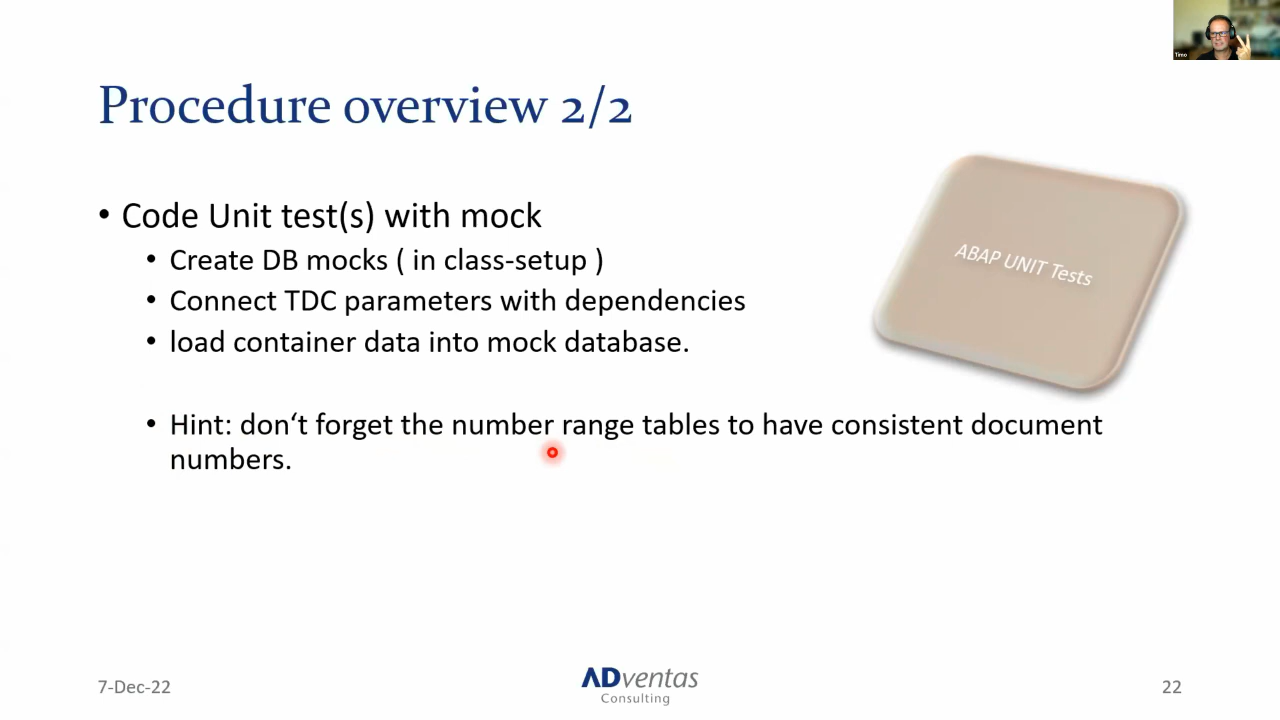 Timo
Procedure overview 2/2
• Code Unit test(s) with mock
• Create DB mocks ( in class-setup )
• Connect TDC parameters with dependencies
• load container data into mock database.
ABAP UNIT Tests
• Hint: don‘t forget the number range tables to have consistent document
numbers.
7-Dec-22
ADventas
Consulting
22